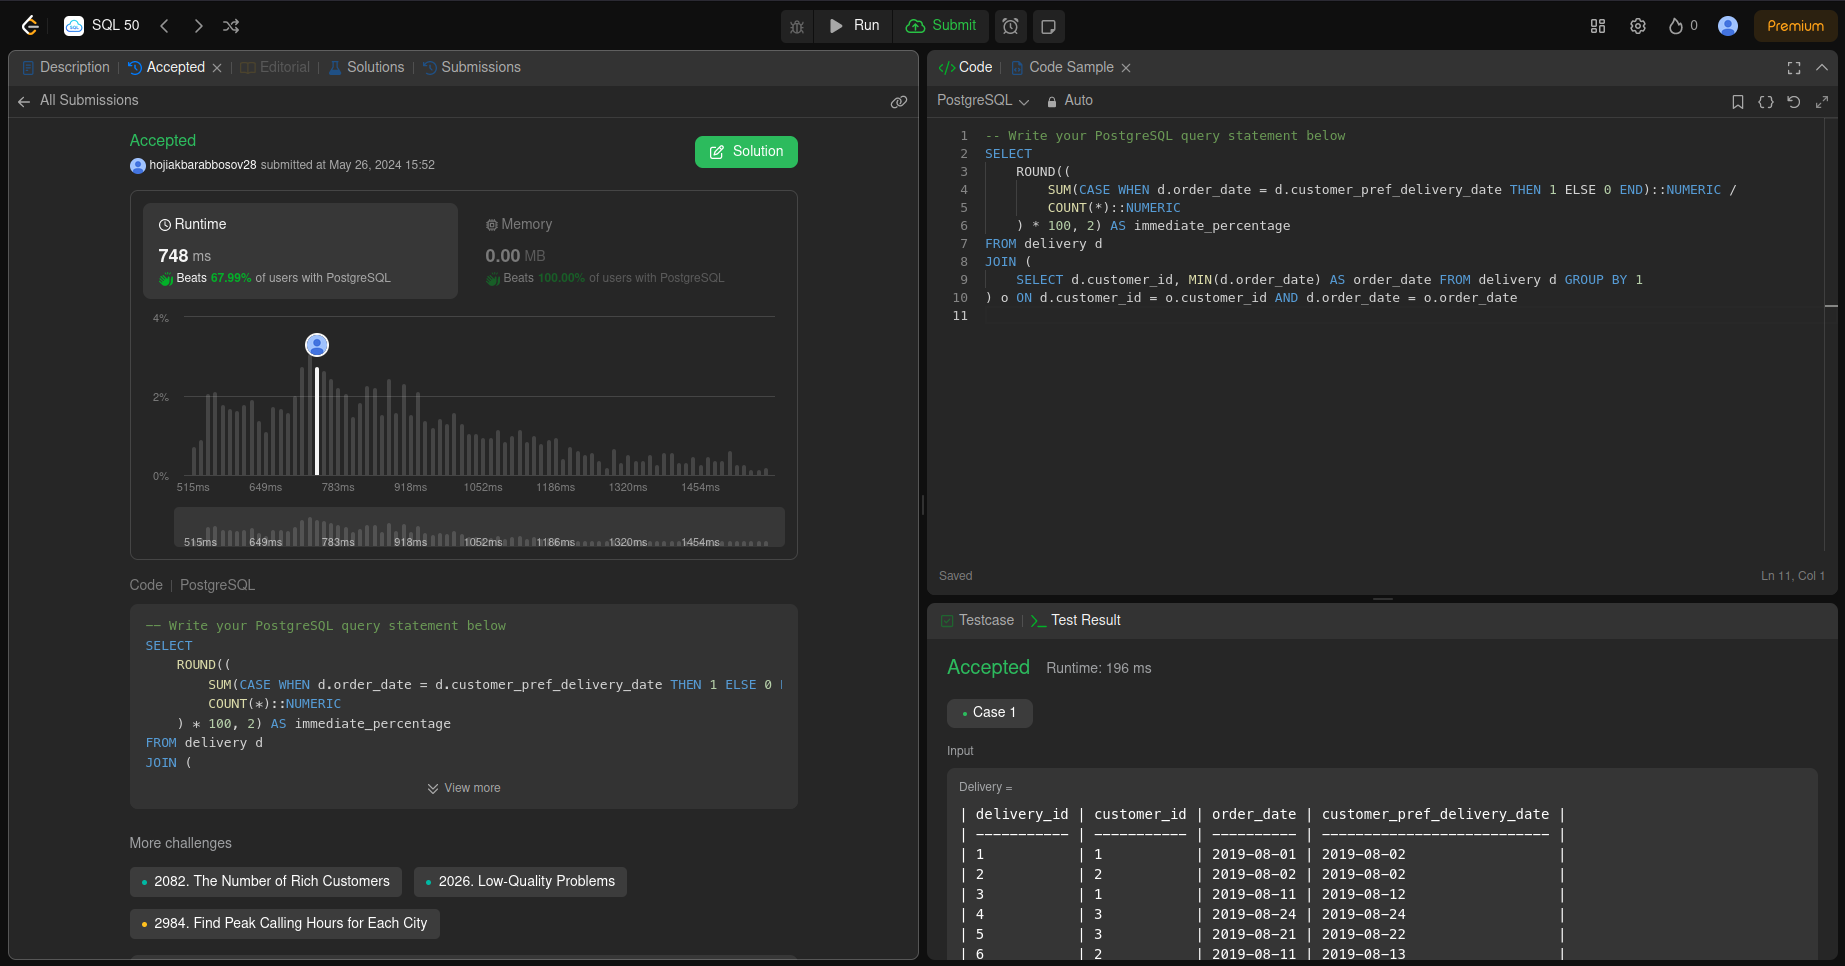 SQL 50
Run
Submit
0
Premium
Description
Accepted
Editorial
Solutions
Submissions
All Submissions
Accepted
hojiakbarabbosov28 submitted at May 26, 2024 15:52
Solution
Runtime
748 ms
Beats 67.99% of users with PostgreSQL
Memory
0.00 MB
Beats 100.00% of users with PostgreSQL
4%
2%
0%
515ms 649ms 783ms 918ms 1052ms 1186ms 1320ms 1454ms
515ms 649ms 783ms 918ms 1052ms 1186ms 1320ms 1454ms
Code | PostgreSQL
-- Write your PostgreSQL query statement below
SELECT
ROUND((
SUM(CASE WHEN d.order_date = d.customer_pref_delivery_date THEN 1 ELSE 0
COUNT(*)::NUMERIC
) * 100, 2) AS immediate_percentage
FROM delivery d
JOIN (
View more
More challenges
2082. The Number of Rich Customers
2026. Low-Quality Problems
2984. Find Peak Calling Hours for Each City
</> Code
Code Sample
PostgreSQL
Auto
1 -- Write your PostgreSQL query statement below
2 SELECT
3 ROUND((
4 SUM(CASE WHEN d.order_date = d.customer_pref_delivery_date THEN 1 ELSE 0 END)::NUMERIC /
5 COUNT(*)::NUMERIC
6 ) * 100, 2) AS immediate_percentage
7 FROM delivery d
8 JOIN (
9 SELECT d.customer_id, MIN(d.order_date) AS order_date FROM delivery d GROUP BY 1
10 ) o ON d.customer_id = o.customer_id AND d.order_date = o.order_date
11
Saved
Ln 11, Col 1
Testcase
Test Result
Accepted Runtime: 196 ms
Case 1
Input
Delivery =
| delivery_id | customer_id | order_date | customer_pref_delivery_date |
| ----------- | ----------- | ---------- | --------------------------- |
| 1 | 1 | 2019-08-01 | 2019-08-02 |
| 2 | 2 | 2019-08-02 | 2019-08-02 |
| 3 | 1 | 2019-08-11 | 2019-08-12 |
| 4 | 3 | 2019-08-24 | 2019-08-24 |
| 5 | 3 | 2019-08-21 | 2019-08-22 |
| 6 | 2 | 2019-08-11 | 2019-08-13 |